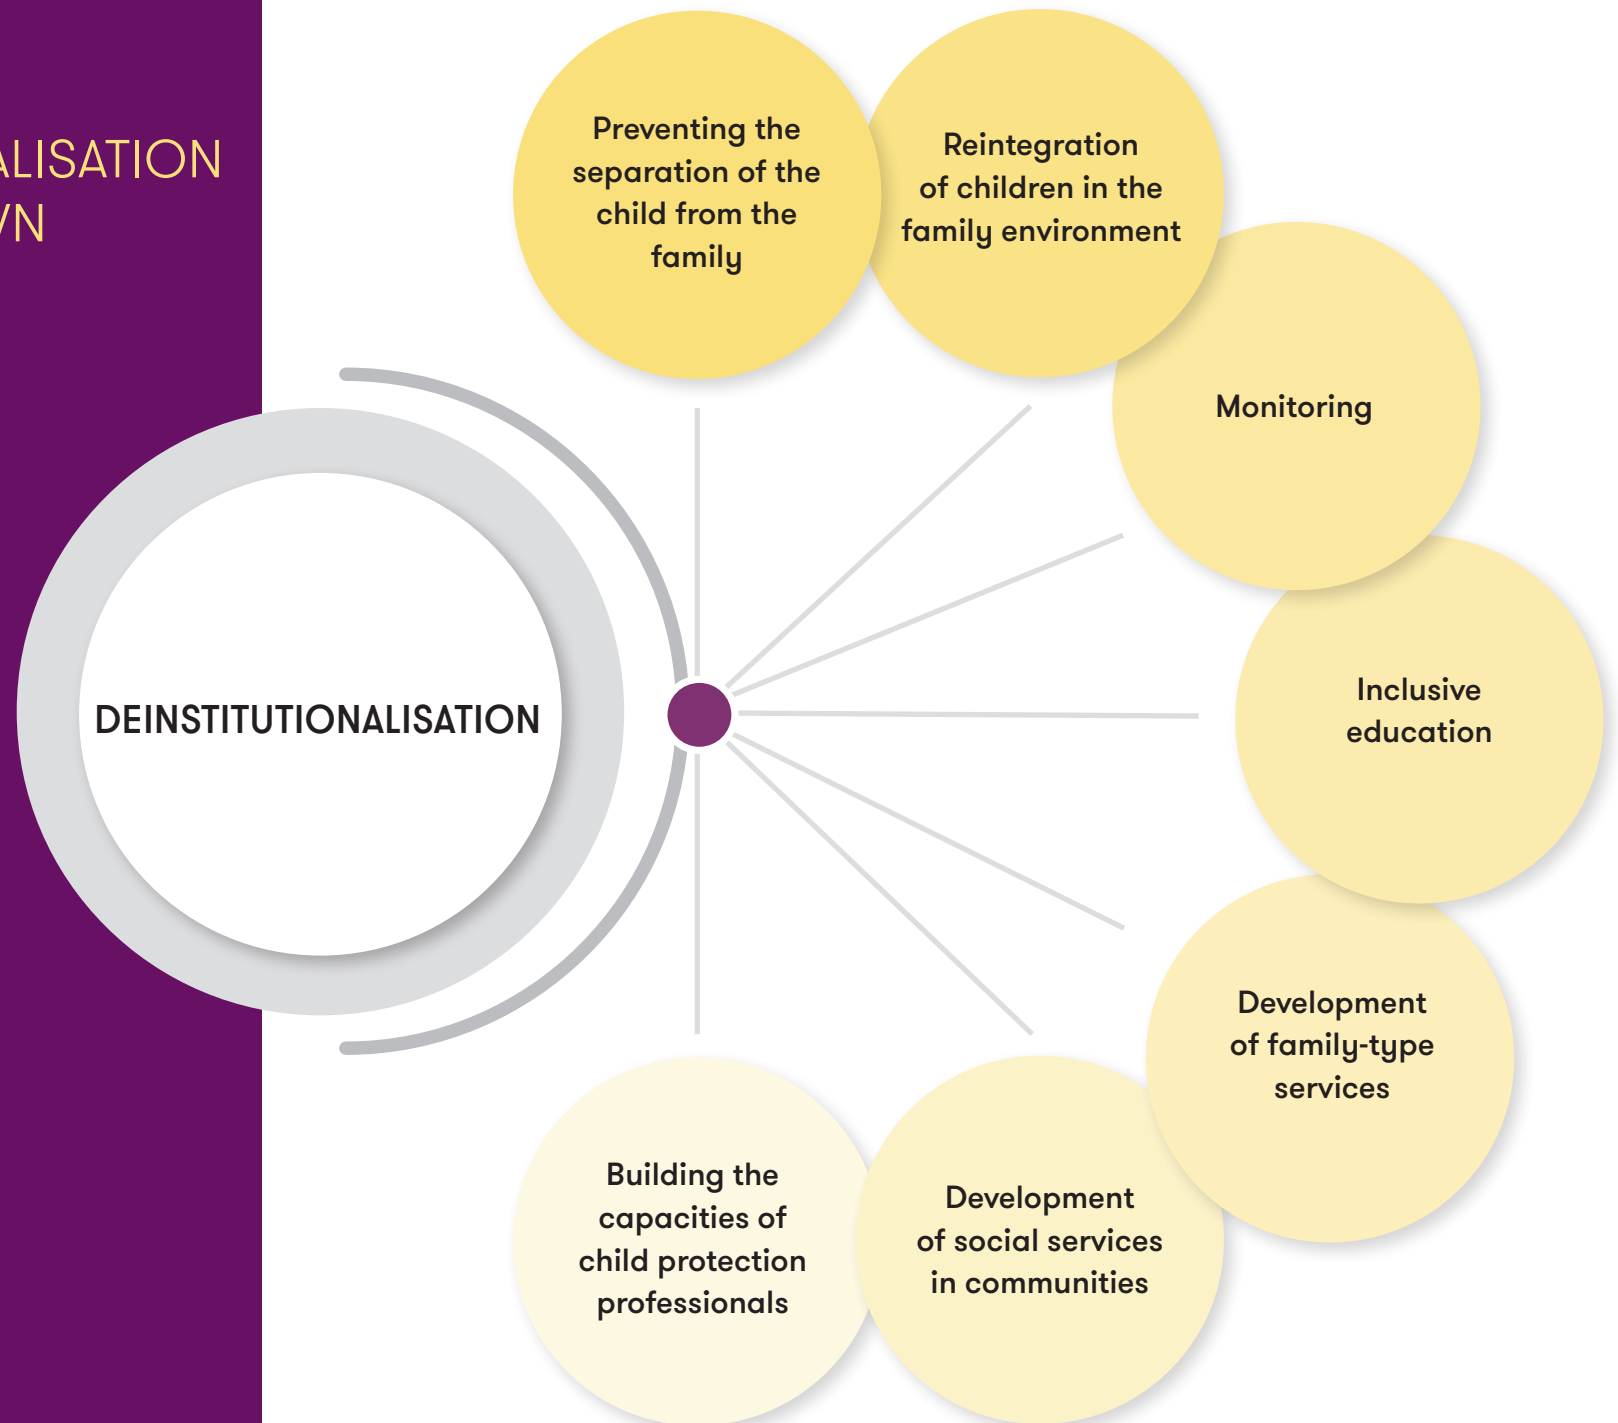 ALISATION
VN
Preventing the
separation of the
child from the
family
Reintegration
of children in the
family environment
Monitoring
Inclusive
education
Development
of family-type
services
Development
of social services
in communities
Building the
capacities of
child protection
professionals
DEINSTITUTIONALISATION